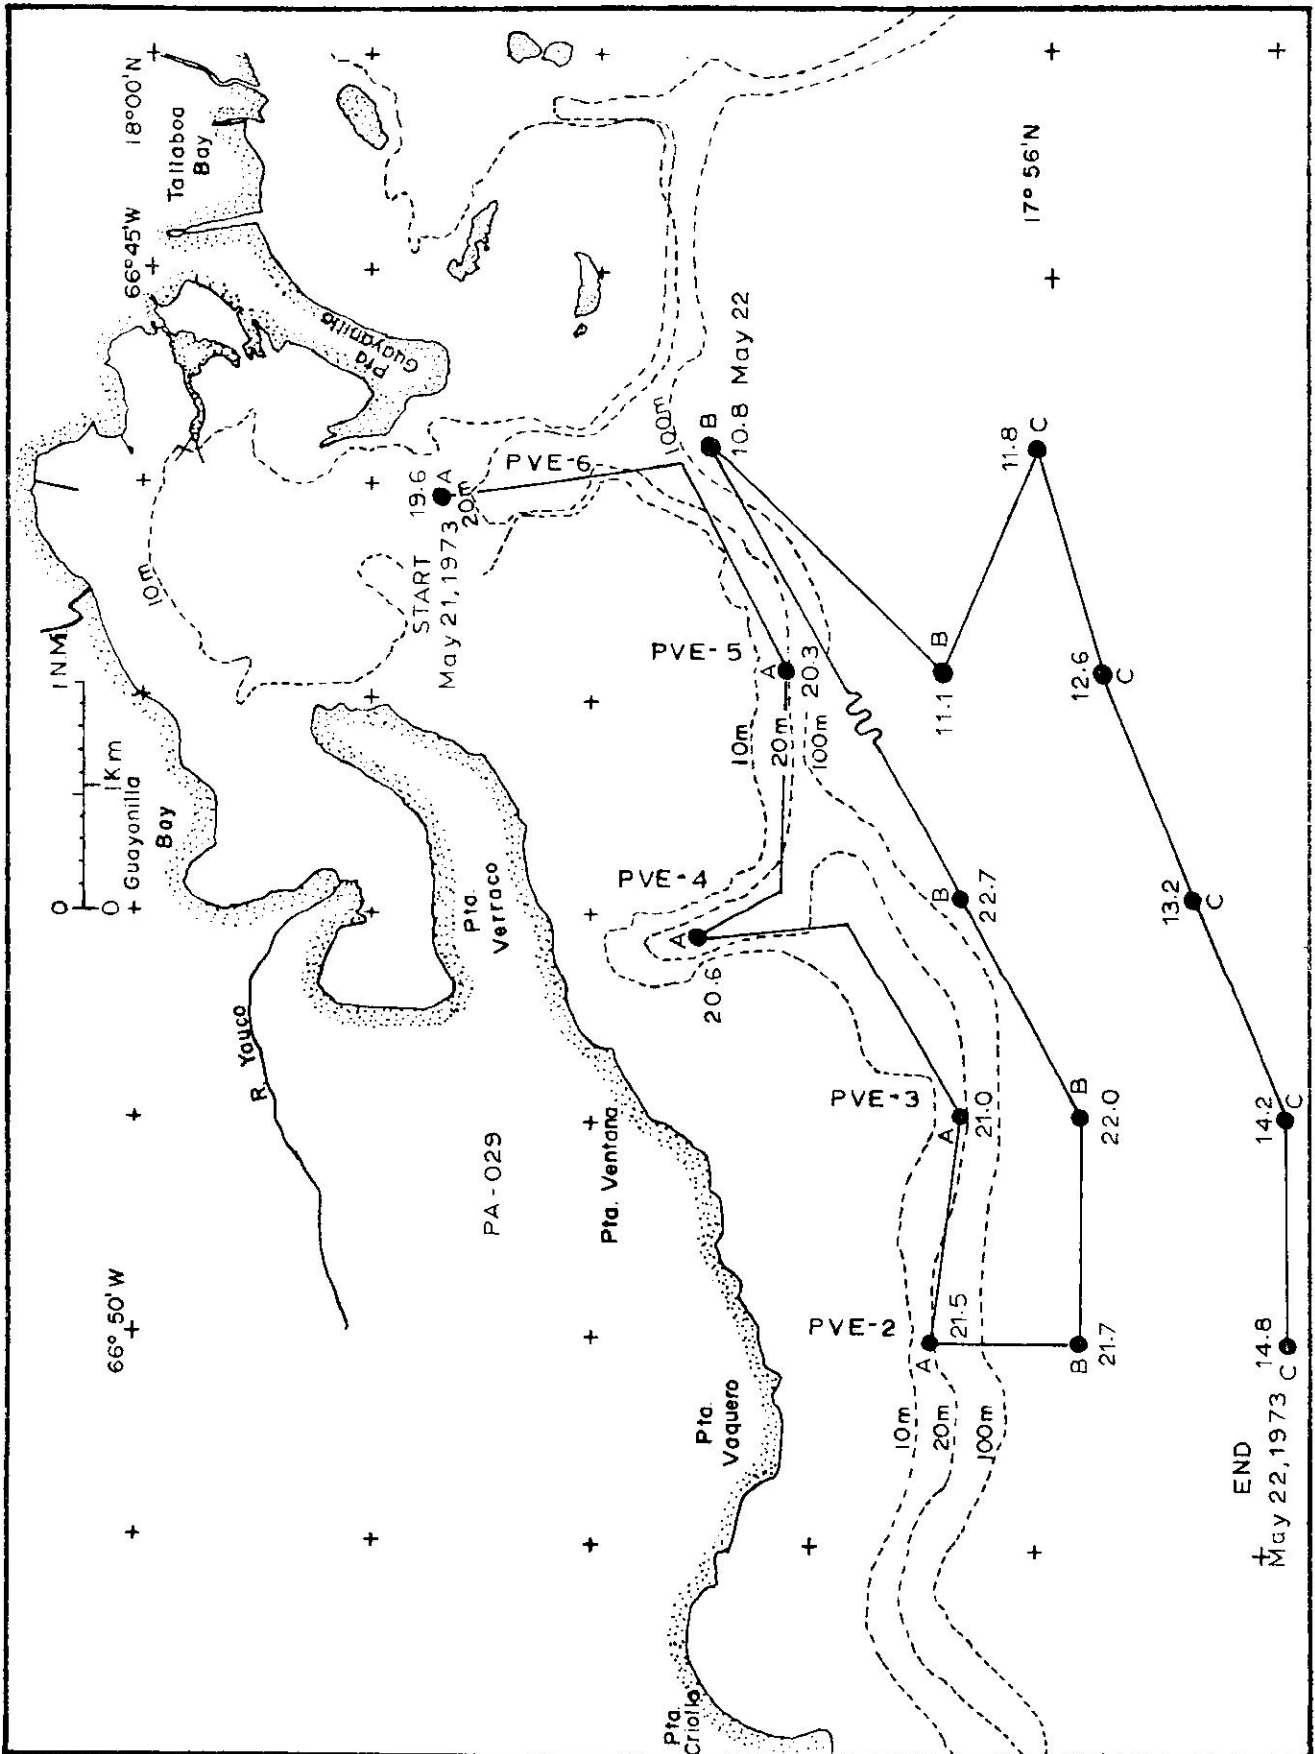 18°00'N
Tallaboa
Bay
66°45'W
Pta
Guayanilla
1 NM
0
1Km
0
Guayanilla
Bay
10m
R. Yauco
66° 50' W
START
May 21, 1973
19.6
A
20m
PVE-6
Pta.
Verraco
PA-029
Pta. Ventana
Pta.
Vaquero
Pta.
Criollo
100m
B
10.8 May 22
PVE-5
A
20.3
10m
20m
100m
PVE-4
A
20.6
PVE-3
A
21.0
PVE-2
A
21.5
10m
20m
100m
B
22.7
B
22.0
B
21.7
17° 56'N
11.8
C
B
11.1
12.6
C
13.2
C
14.2
C
14.8
C
END
May 22, 1973